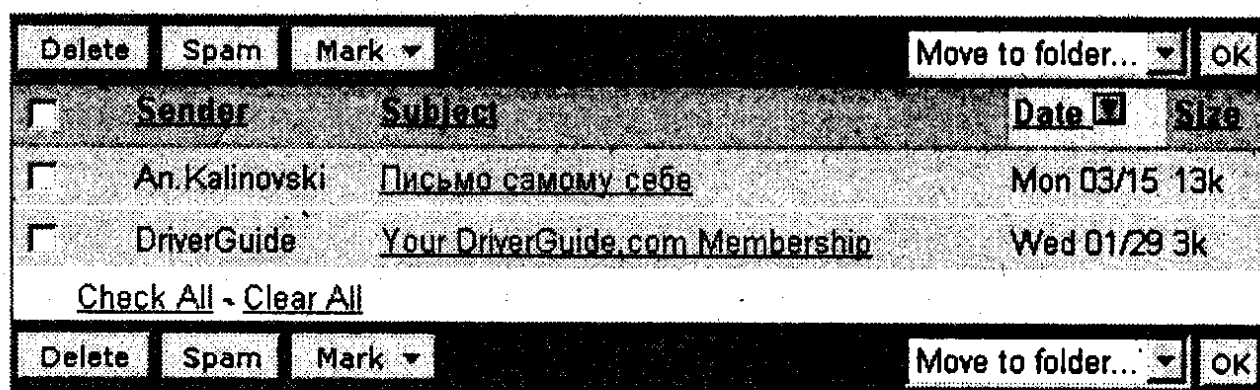 Delete Spam Mark Move to folder... OK
Sender Subject Date Size
An.Kalinovski Письмо самому себе Mon 03/15 13k
DriverGuide Your DriverGuide.com Membership Wed 01/29 3k
Check All - Clear All
Delete Spam Mark Move to folder... OK